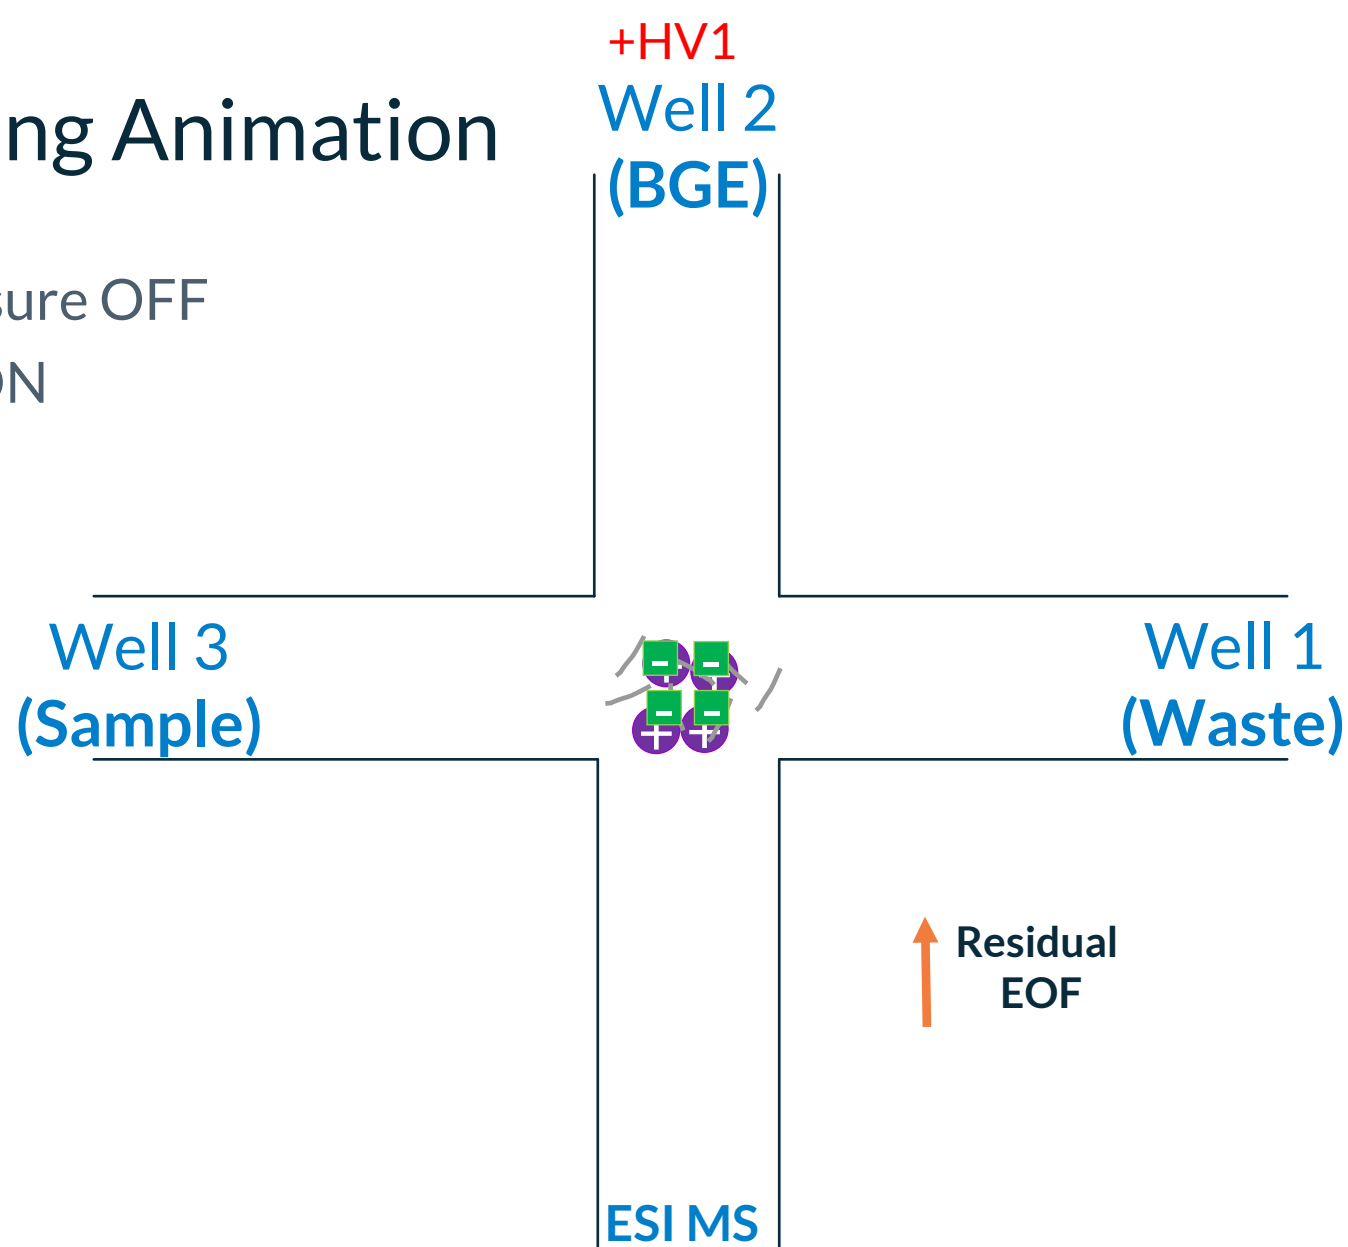 +HV1
Well 2
(BGE)
ng Animation
sure OFF
ON
Well 3
(Sample)
- -
+ +
- -
+ +
Well 1
(Waste)
Residual
EOF
ESI MS